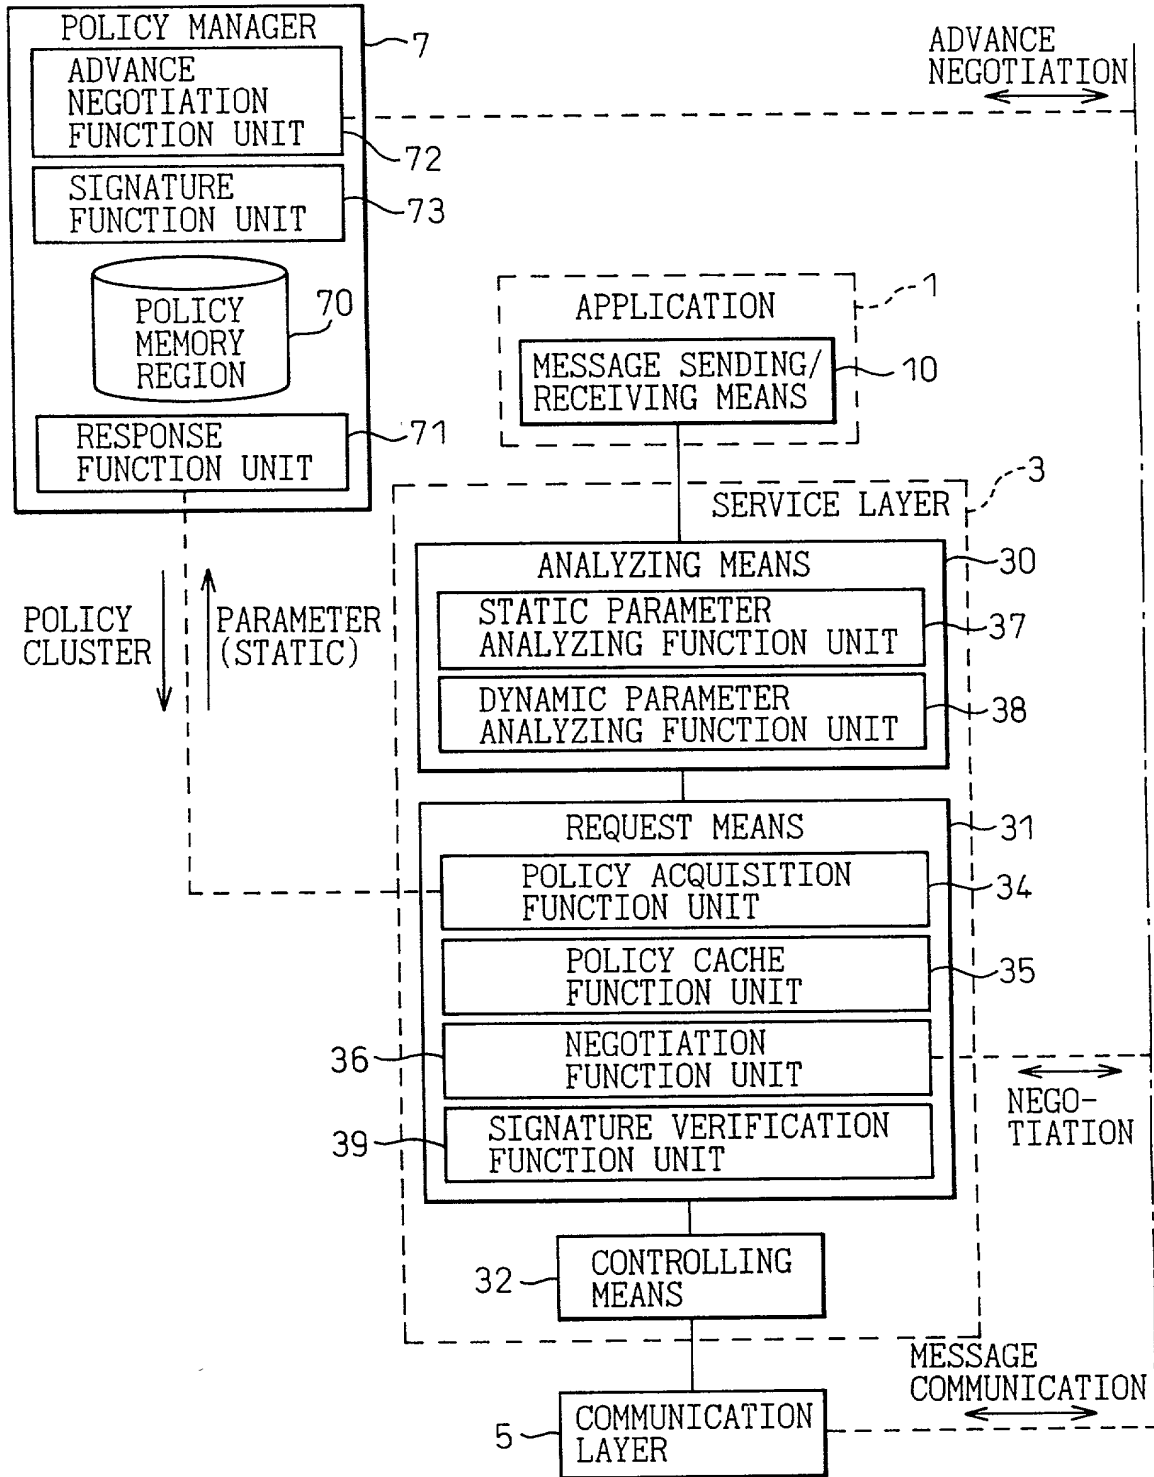 POLICY MANAGER
7
ADVANCE
NEGOTIATION
FUNCTION UNIT
72
SIGNATURE
FUNCTION UNIT
73
POLICY
MEMORY
REGION
70
RESPONSE
FUNCTION UNIT
71
ADVANCE
NEGOTIATION
APPLICATION
1
MESSAGE SENDING/
RECEIVING MEANS
10
POLICY
CLUSTER
PARAMETER
(STATIC)
SERVICE LAYER
3
ANALYZING MEANS
30
STATIC PARAMETER
ANALYZING FUNCTION UNIT
37
DYNAMIC PARAMETER
ANALYZING FUNCTION UNIT
38
REQUEST MEANS
31
POLICY ACQUISITION
FUNCTION UNIT
34
POLICY CACHE
FUNCTION UNIT
35
36
NEGOTIATION
FUNCTION UNIT
NEGO-
TIATION
39
SIGNATURE VERIFICATION
FUNCTION UNIT
32
CONTROLLING
MEANS
MESSAGE
COMMUNICATION
5
COMMUNICATION
LAYER